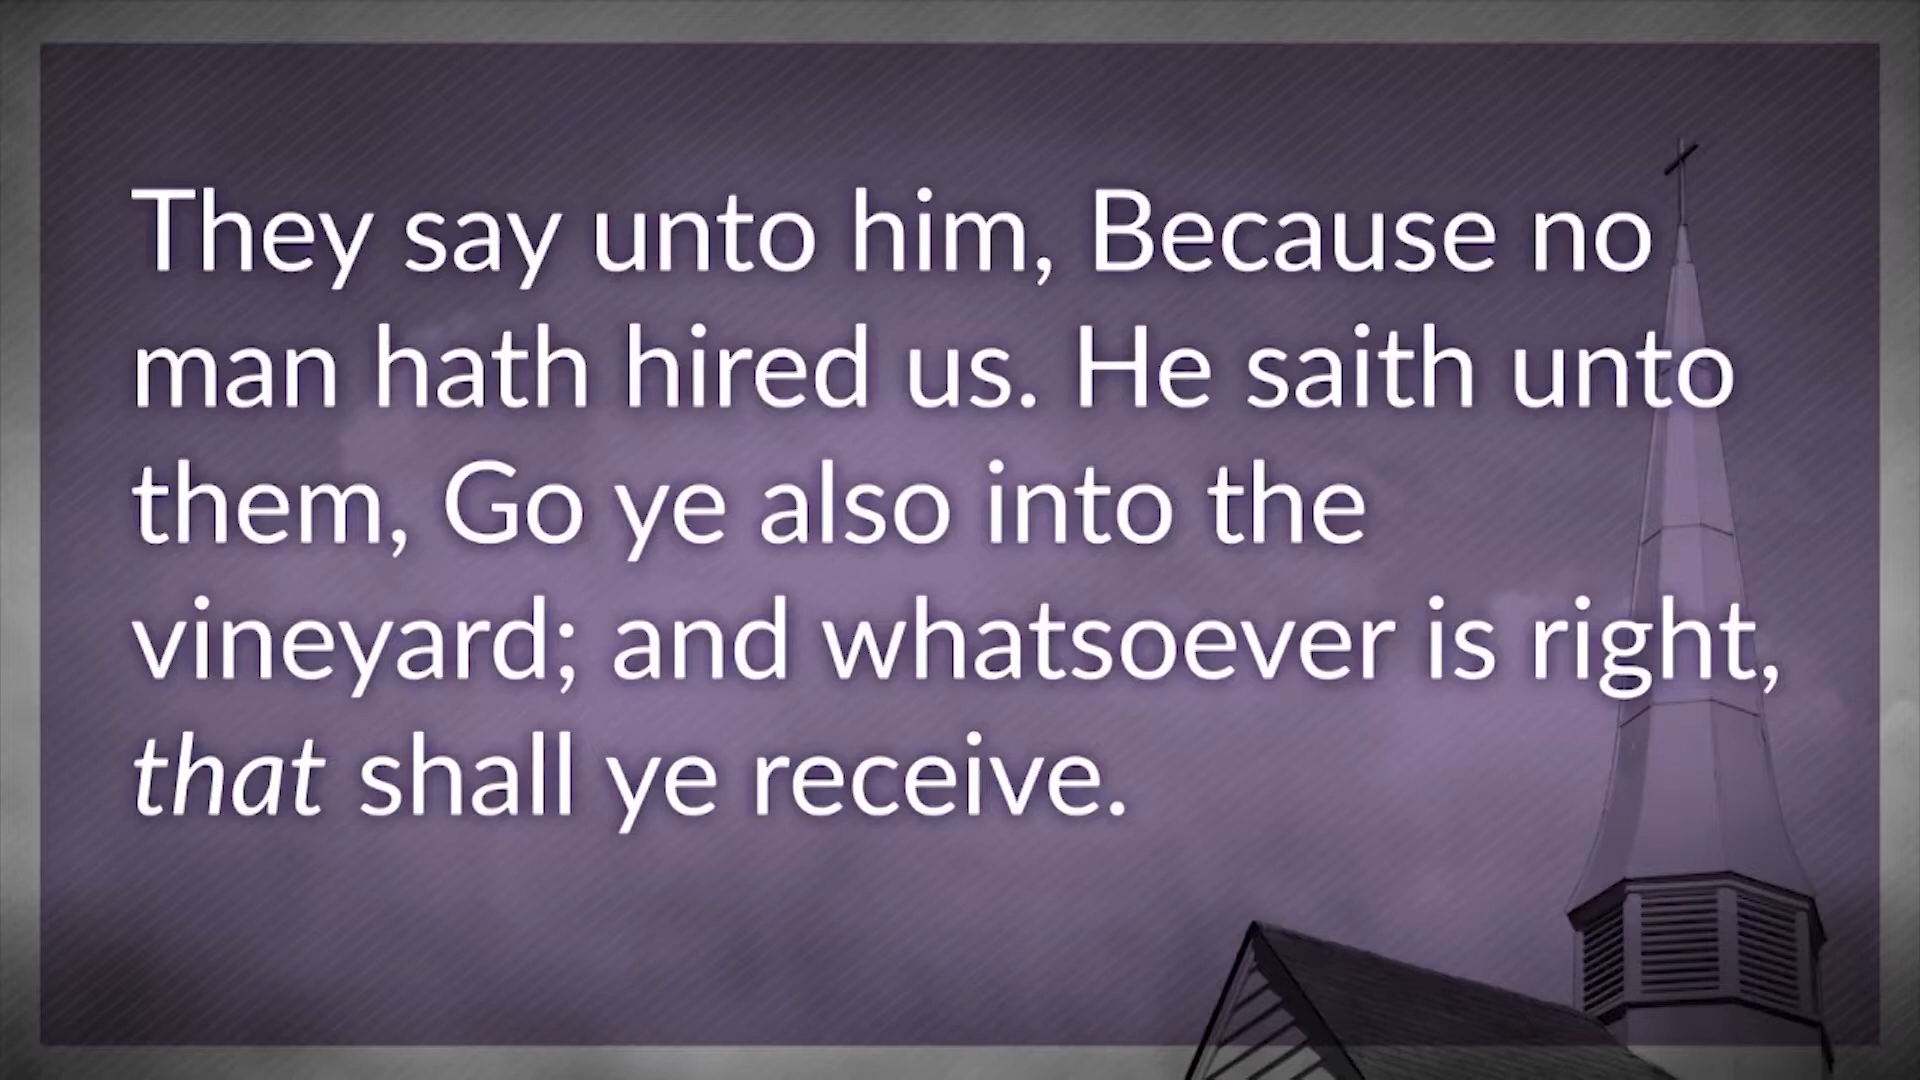 They say unto him, Because no
man hath hired us. He saith unto
them, Go ye also into the
vineyard; and whatsoever is right,
that shall ye receive.